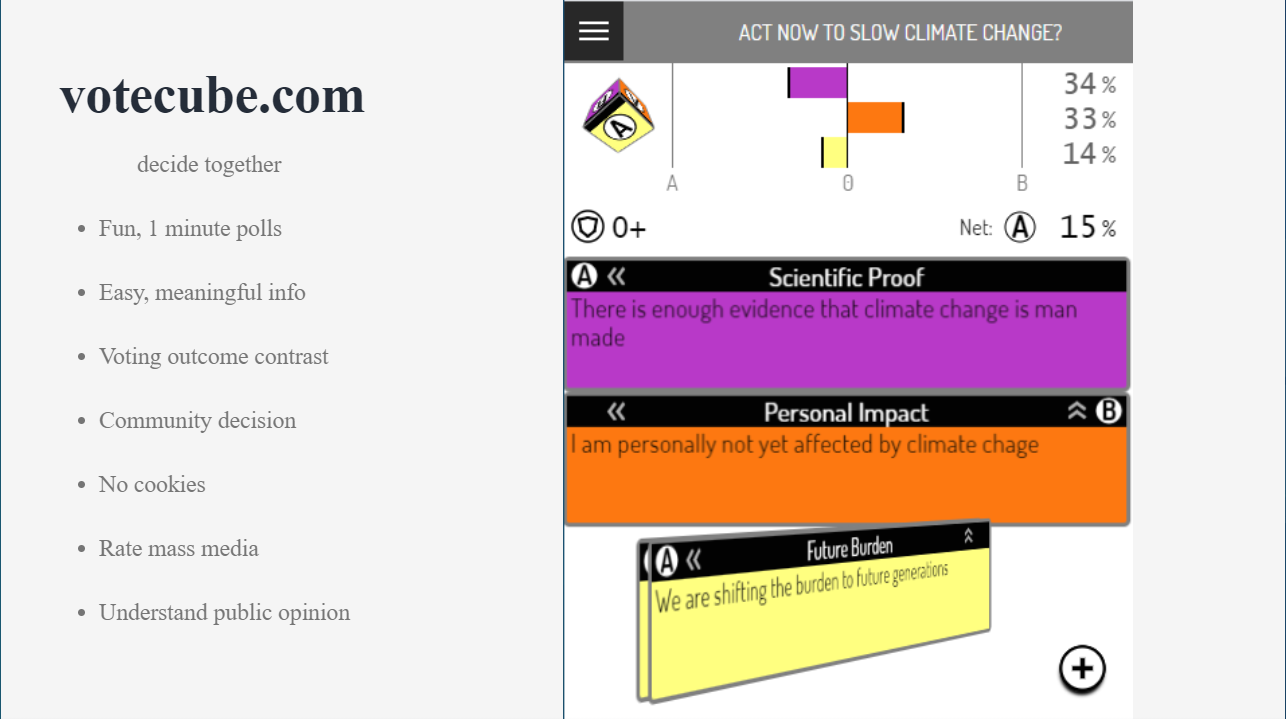 votecube.com
decide together
• Fun, 1 minute polls
• Easy, meaningful info
• Voting outcome contrast
• Community decision
• No cookies
• Rate mass media
• Understand public opinion
ACT NOW TO SLOW CLIMATE CHANGE?
A
34 %
33 %
14 %
A 0 B
0+ Net: A 15 %
A « Scientific Proof
There is enough evidence that climate change is man
made
« Personal Impact B
I am personally not yet affected by climate chage
A « Future Burden
We are shifting the burden to future generations
+